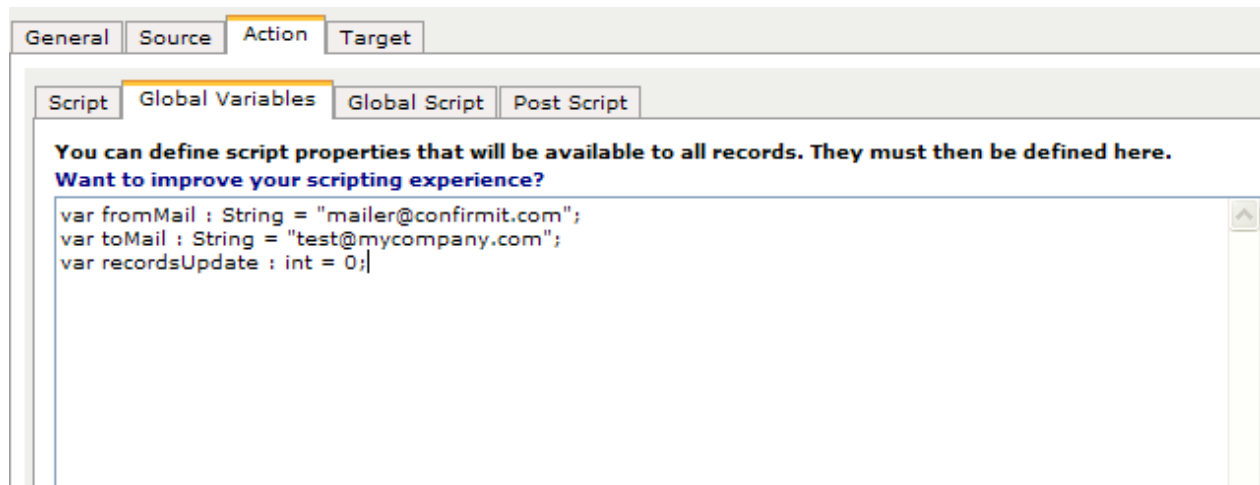 General Source Action Target
Script Global Variables Global Script Post Script
You can define script properties that will be available to all records. They must then be defined here.
Want to improve your scripting experience?
var fromMail : String = "mailer@confirmit.com";
var toMail : String = "test@mycompany.com";
var recordsUpdate : int = 0;